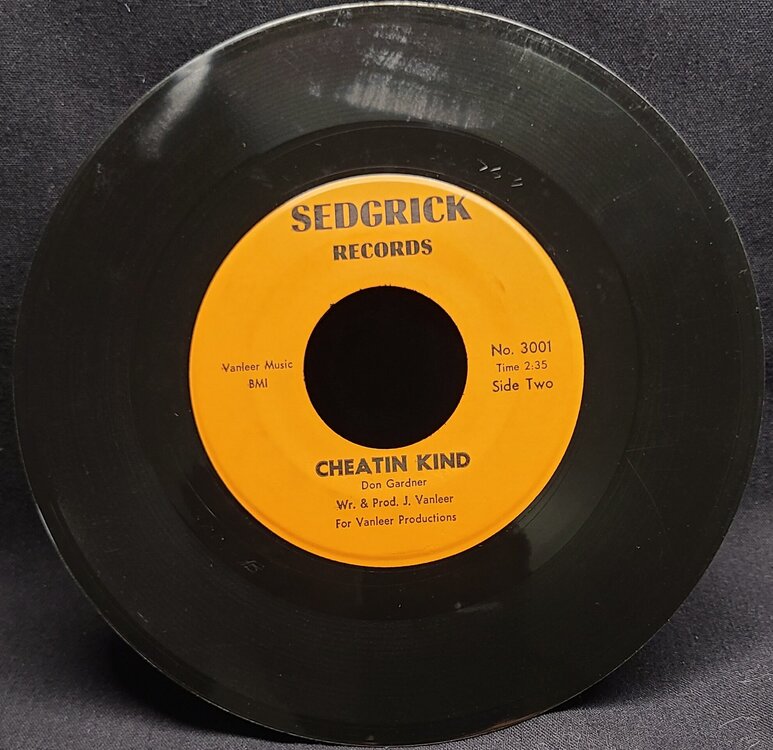 SEDGRICK
RECORDS
Vanleer Music
BMI
No. 3001
Time 2:35
Side Two
CHEATIN KIND
Don Gardner
Wr. & Prod. J. Vanleer
For Vanleer Productions